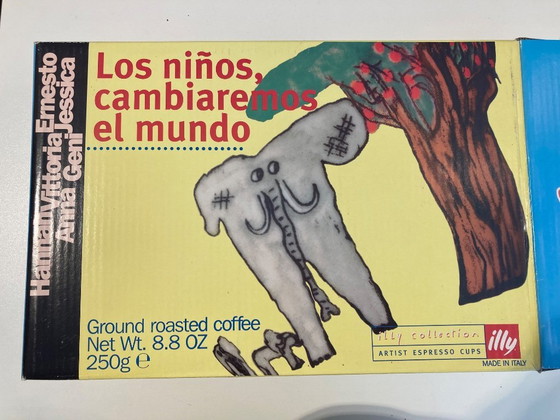 Los niños,
cambiaremos
el mundo
Hannah Vittoria Ernesto
Anna Geni Jessica
Ground roasted coffee
Net Wt. 8.8 OZ
250g e
illy collection
ARTIST ESPRESSO CUPS
illy
MADE IN ITALY